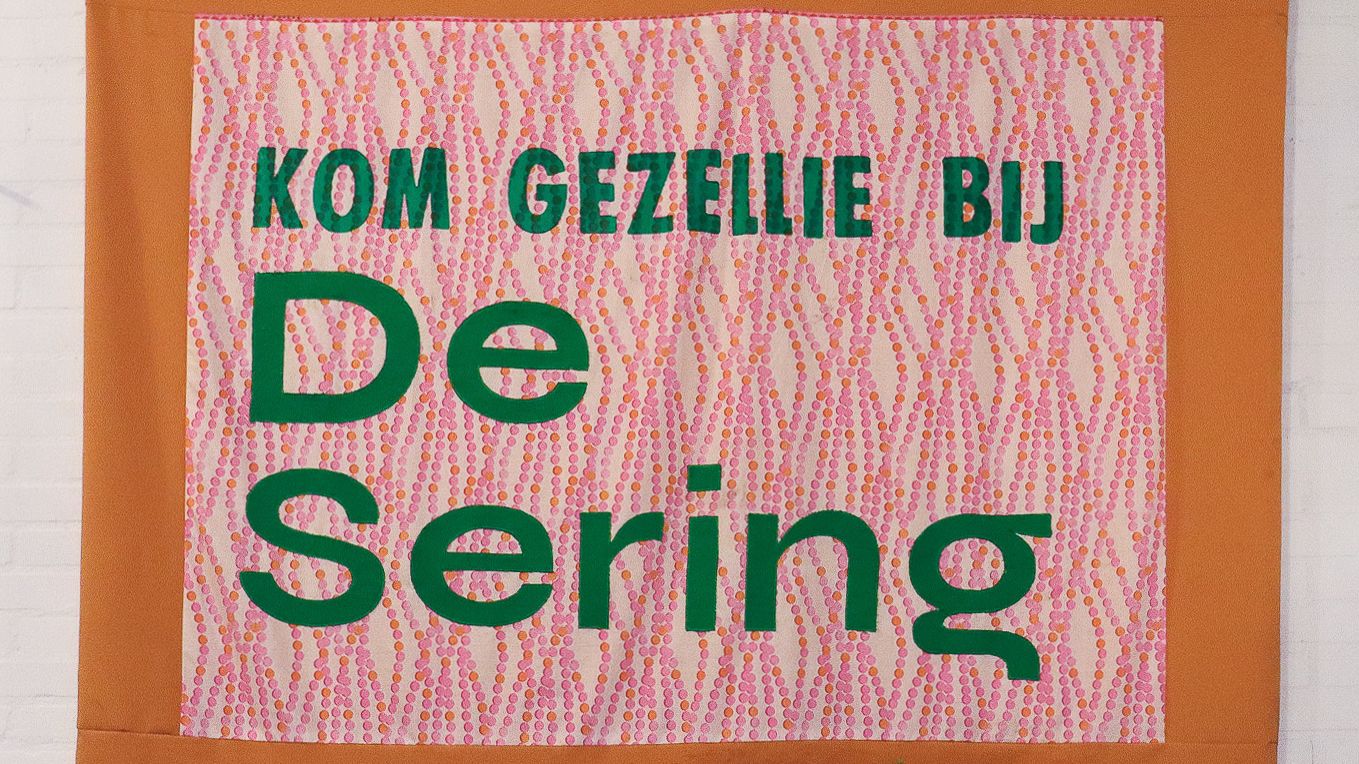 KOM GEZELLIE BIJ
De
Sering